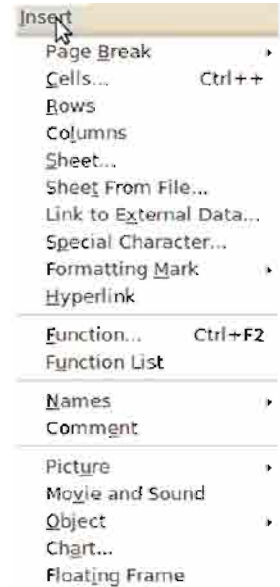 Insert
Page Break
Cells... Ctrl++
Rows
Columns
Sheet...
Sheet From File...
Link to External Data...
Special Character...
Formatting Mark
Hyperlink
Function... Ctrl+F2
Function List
Names
Comment
Picture
Movie and Sound
Object
Chart...
Floating Frame